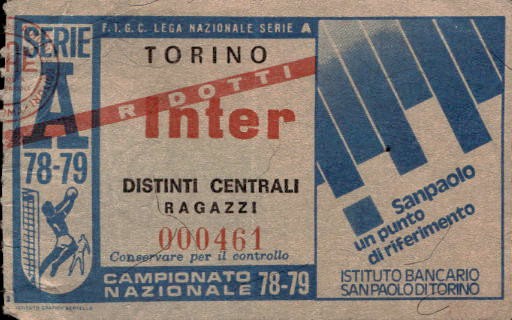 SERIE
A
78-79
F.I.G.C. LEGA NAZIONALE SERIE A
TORINO
RIDOTTI
Inter
DISTINTI CENTRALI
RAGAZZI
000461
Conservare per il controllo
CAMPIONATO
NAZIONALE 78-79
Sanpaolo
un punto
di riferimento
ISTITUTO BANCARIO
SAN PAOLO DI TORINO